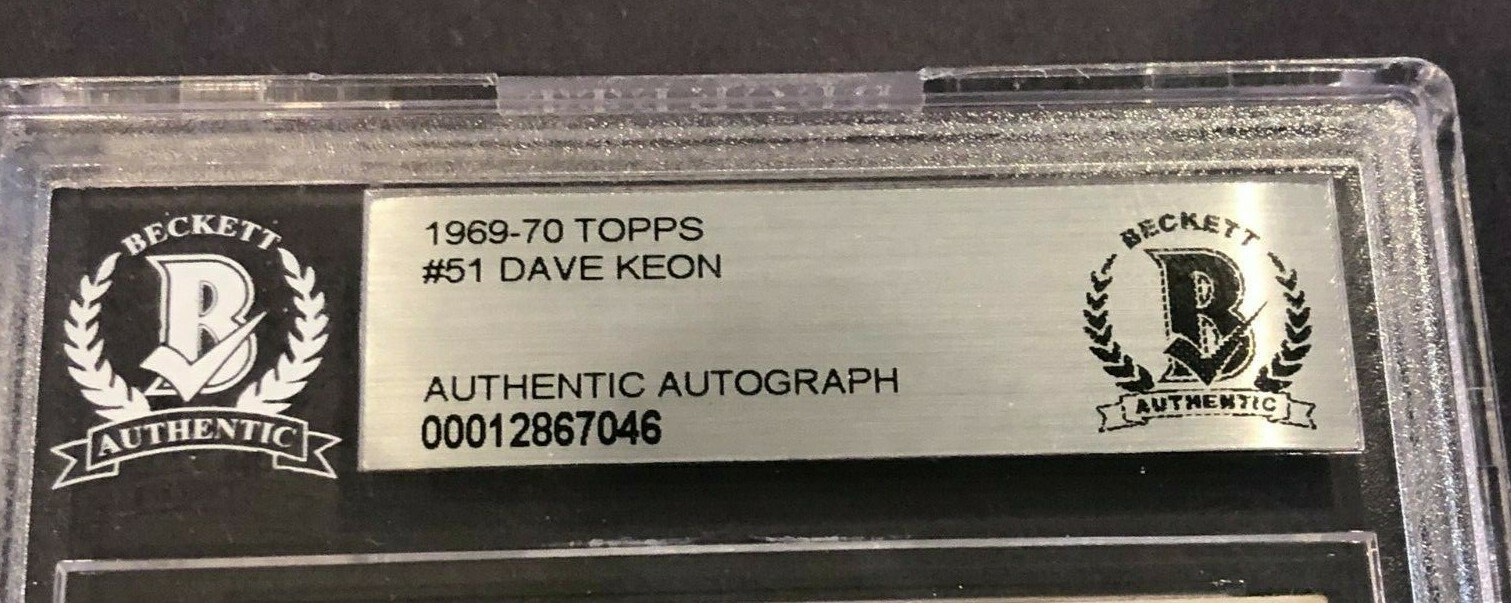 BECKETT
B
AUTHENTIC
1969-70 TOPPS
#51 DAVE KEON
AUTHENTIC AUTOGRAPH
00012867046
BECKETT
B
AUTHENTIC